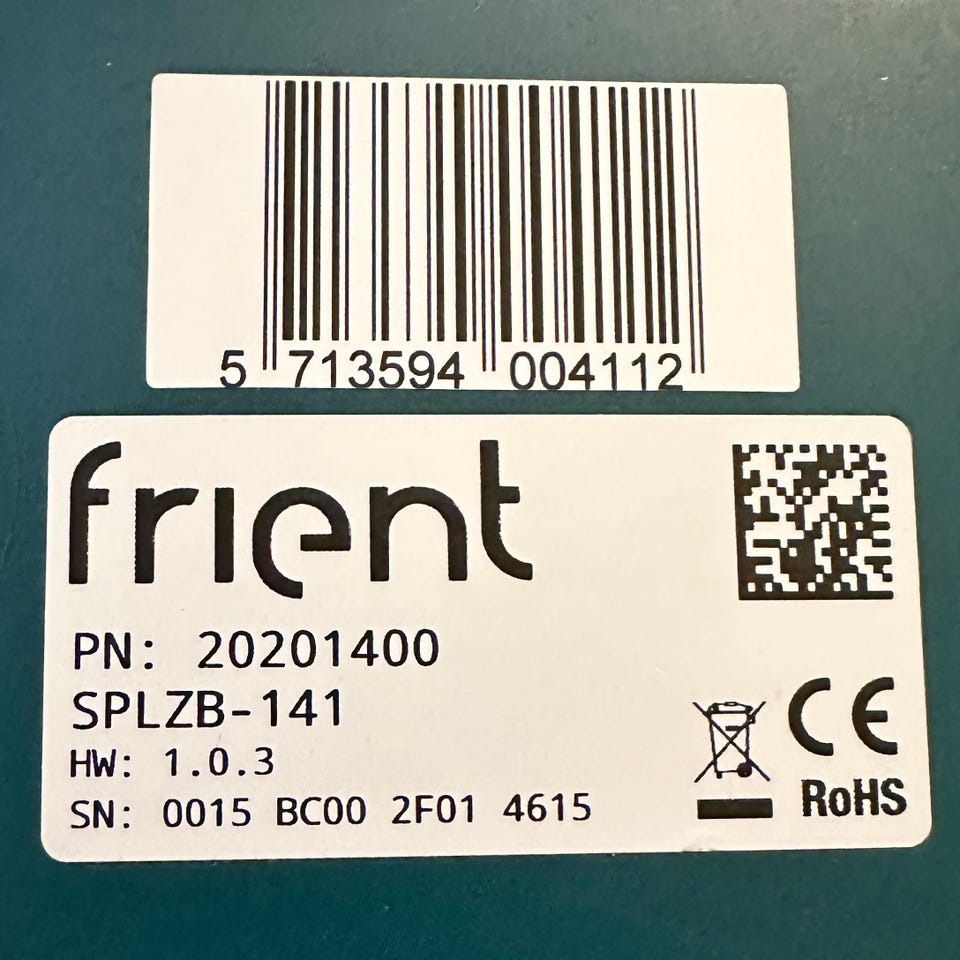 5 713594 004112
frient
PN: 20201400
SPLZB-141
HW: 1.0.3
SN: 0015 BC00 2F01 4615
CE
RoHS